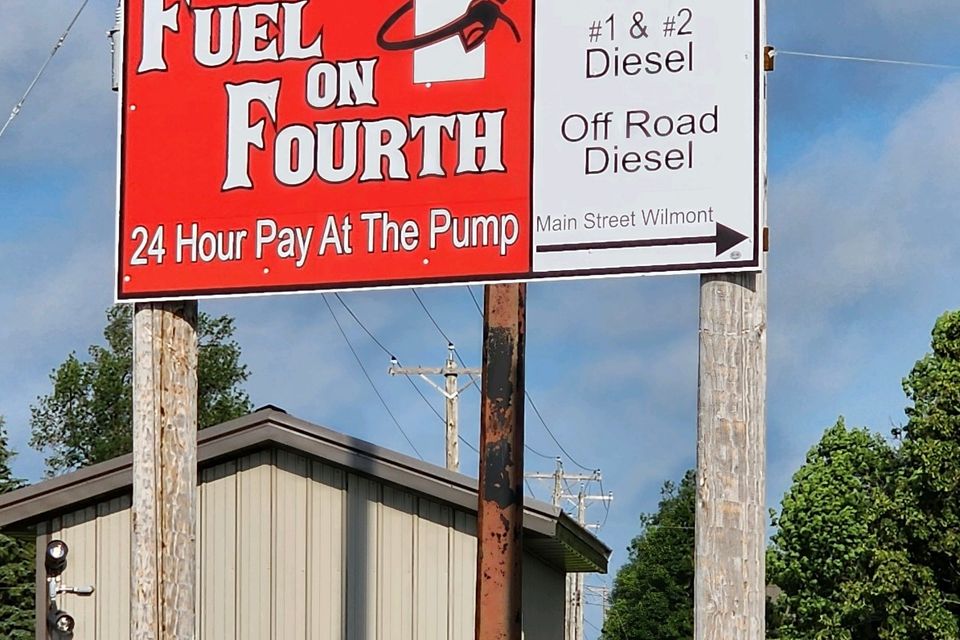 FUEL
ON
FOURTH
24 Hour Pay At The Pump
#1 & #2
Diesel
Off Road
Diesel
Main Street Wilmont